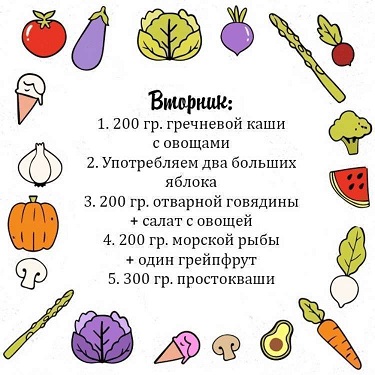 Вторник:
1. 200 гр. гречневой каши
с овощами
2. Употребляем два больших
яблока
3. 200 гр. отварной говядины
+ салат с овощей
4. 200 гр. морской рыбы
+ один грейпфрут
5. 300 гр. простокваши